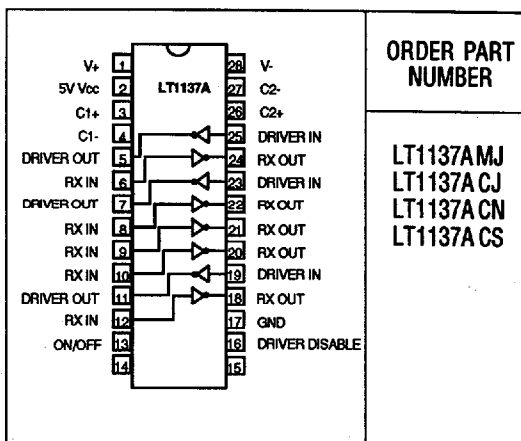 ORDER PART
NUMBER
LT1137AMJ
LT1137ACJ
LT1137ACN
LT1137ACS
LT1137A
V+ 1 28 V-
5V Vcc 2 27 C2-
C1+ 3 26 C2+
C1- 4 25 DRIVER IN
DRIVER OUT 5 24 RX OUT
RX IN 6 23 DRIVER IN
DRIVER OUT 7 22 RX OUT
RX IN 8 21 RX OUT
RX IN 9 20 RX OUT
RX IN 10 19 DRIVER IN
DRIVER OUT 11 18 RX OUT
RX IN 12 17 GND
ON/OFF 13 16 DRIVER DISABLE
14 15